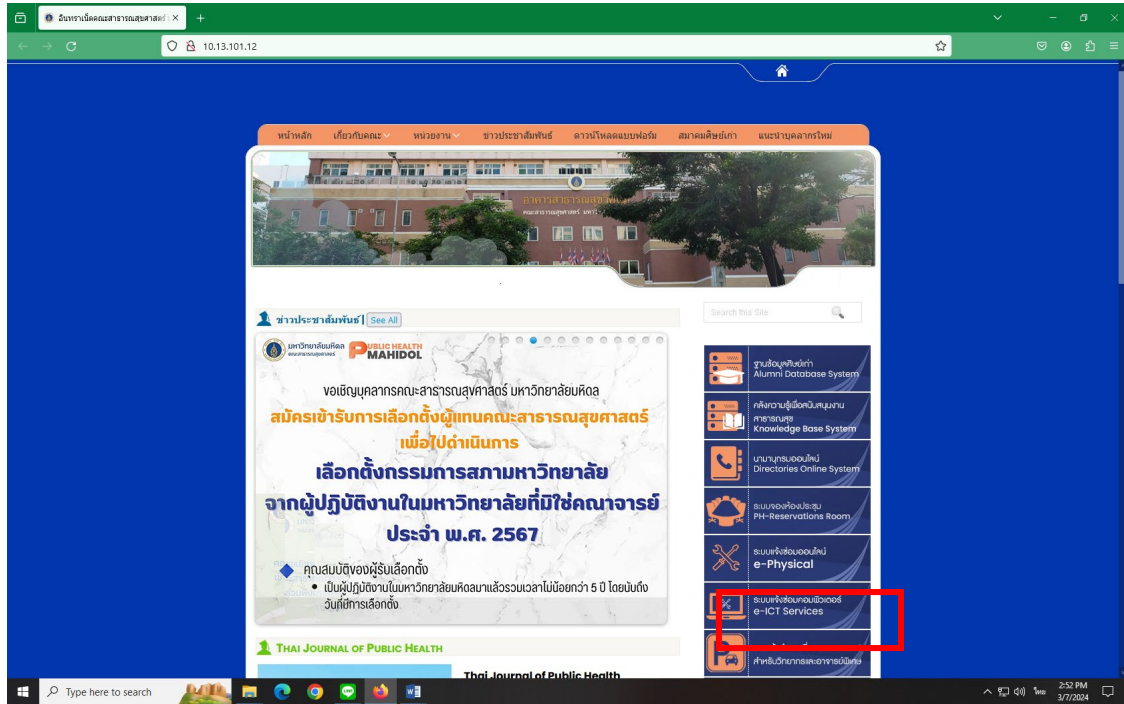 อินทราเน็ตคณะสาธารณสุขศาสตร์
10.13.101.12
หน้าหลัก เกี่ยวกับคณะ หน่วยงาน ข่าวประชาสัมพันธ์ ดาวน์โหลดแบบฟอร์ม สมาคมศิษย์เก่า แนะนำบุคลากรใหม่
ข่าวประชาสัมพันธ์ See All
Search this Site
มหาวิทยาลัยมหิดล
คณะสาธารณสุขศาสตร์
PUBLIC HEALTH
MAHIDOL
ขอเชิญบุคลากรคณะสาธารณสุขศาสตร์ มหาวิทยาลัยมหิดล
สมัครเข้ารับการเลือกตั้งผู้แทนคณะสาธารณสุขศาสตร์
เพื่อไปดำเนินการ
เลือกตั้งกรรมการสภามหาวิทยาลัย
จากผู้ปฏิบัติงานในมหาวิทยาลัยที่มิใช่คณาจารย์
ประจำ พ.ศ. 2567
คุณสมบัติของผู้รับเลือกตั้ง
เป็นผู้ปฏิบัติงานในมหาวิทยาลัยมหิดลมาแล้วรวมเวลาไม่น้อยกว่า 5 ปี โดยนับถึง
วันที่มีการเลือกตั้ง
ฐานข้อมูลศิษย์เก่า
Alumni Database System
คลังความรู้เพื่อสนับสนุนงาน
สาธารณสุข
Knowledge Base System
นามานุกรมออนไลน์
Directories Online System
ระบบจองห้องประชุม
PH-Reservations Room
ระบบแจ้งซ่อมออนไลน์
e-Physical
ระบบแจ้งซ่อมคอมพิวเตอร์
e-ICT Services
สำหรับวิทยากรและอาจารย์พิเศษ
THAI JOURNAL OF PUBLIC HEALTH
Thai Journal of Public Health
Type here to search
ไทย
2:52 PM
3/7/2024